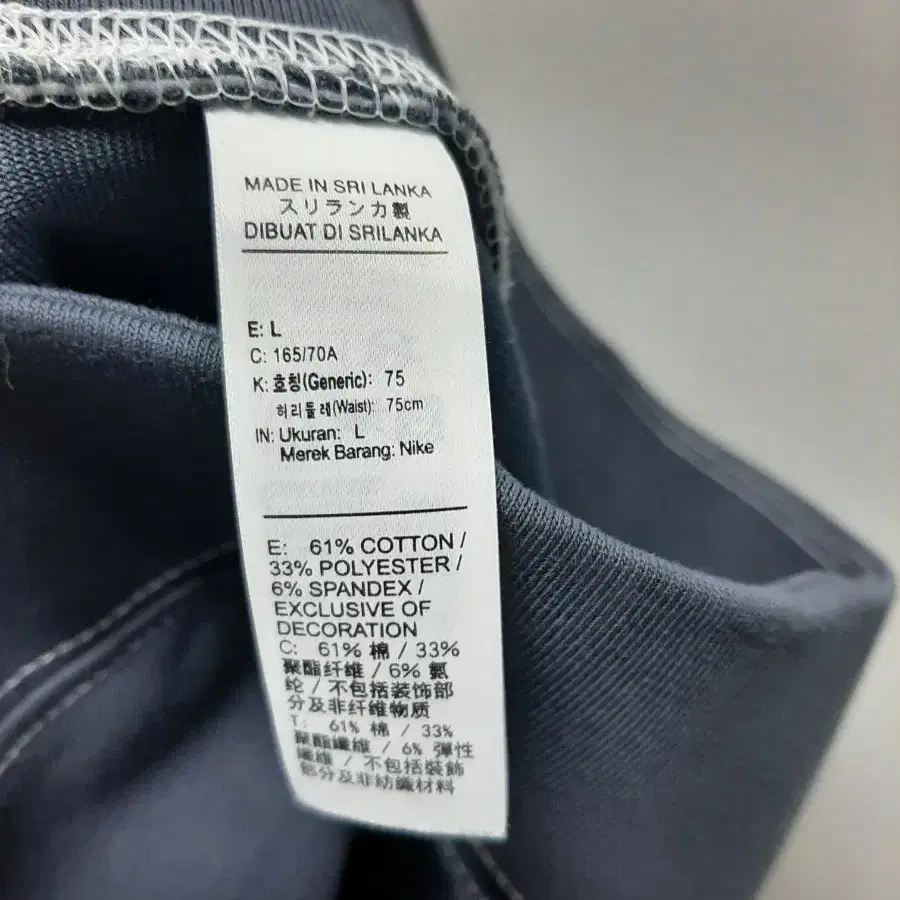 MADE IN SRI LANKA
スリランカ製
DIBUAT DI SRILANKA
E: L
C: 165/70A
K: 호칭(Generic): 75
허리둘레(Waist): 75cm
IN: Ukuran: L
Merek Barang: Nike
E: 61% COTTON /
33% POLYESTER /
6% SPANDEX /
EXCLUSIVE OF
DECORATION
C: 61% 棉 / 33%
聚酯纤维 / 6% 氨
纶 / 不包括装饰部
分及非纤维物质
T: 61% 棉 / 33%
聚酯纖維 / 6% 彈性
纖維 / 不包括裝飾
部分及非紡織材料